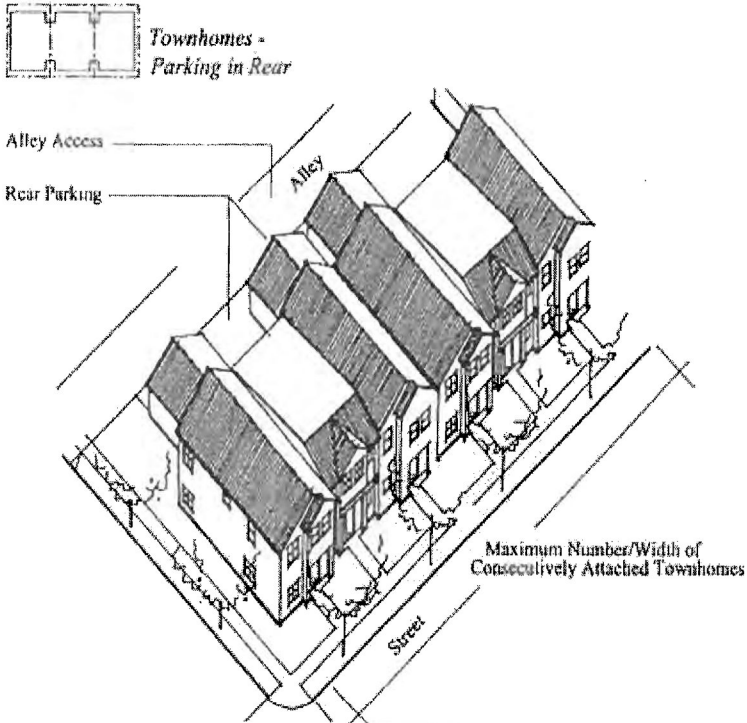 Townhomes -
Parking in Rear
Alley Access
Rear Parking
Alley
Maximum Number/Width of
Consecutively Attached Townhomes
Street